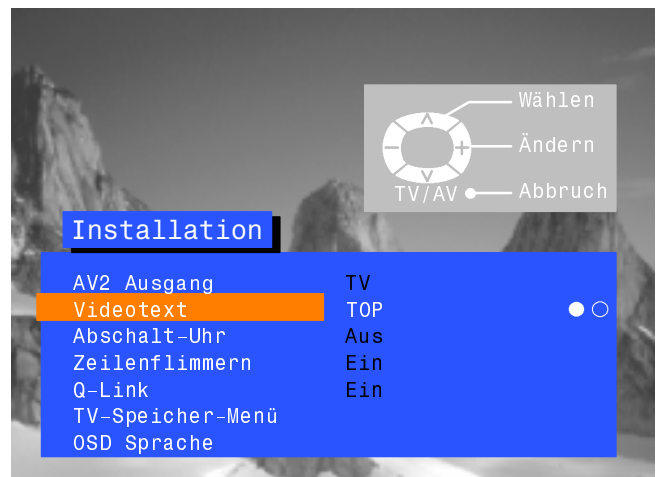 Wählen
Ändern
TV/AV Abbruch
Installation
AV2 Ausgang TV
Videotext TOP
Abschalt-Uhr Aus
Zeilenflimmern Ein
Q-Link Ein
TV-Speicher-Menü
OSD Sprache